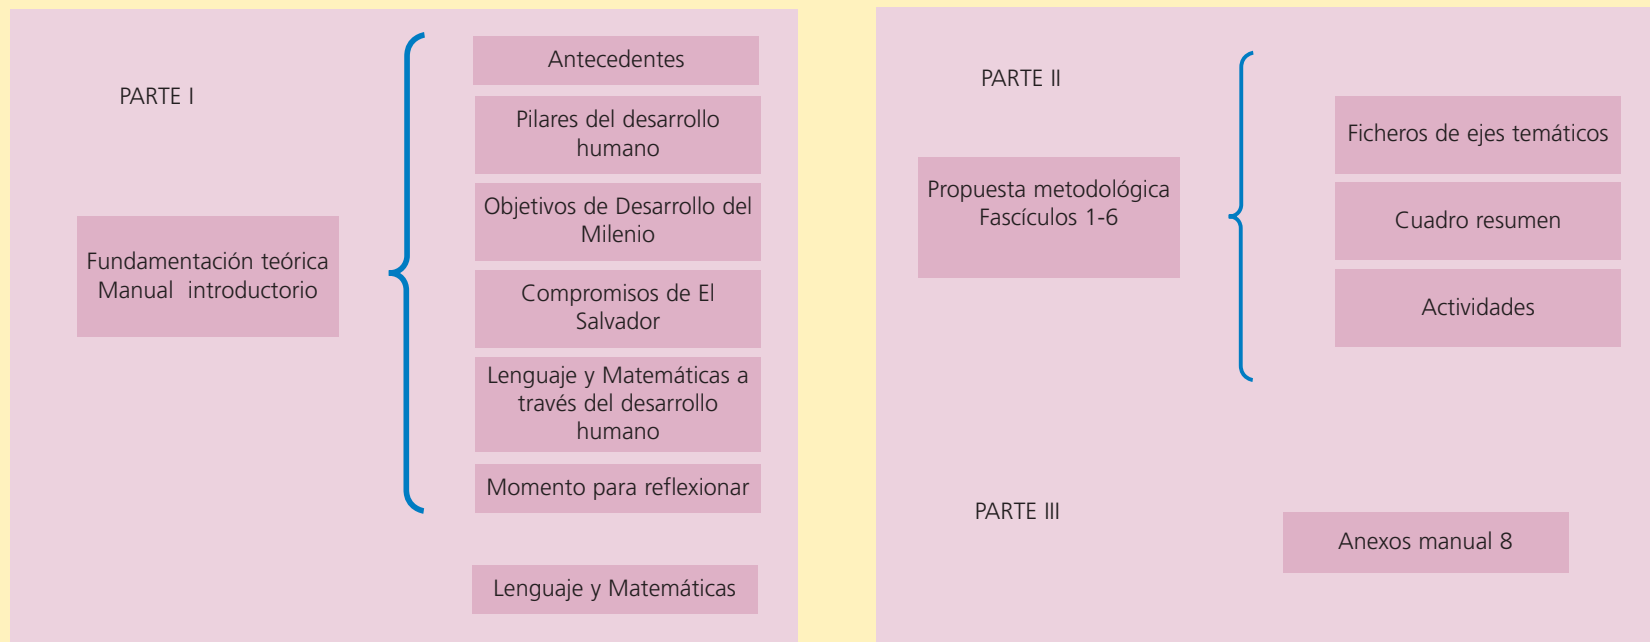 PARTE I
Fundamentación teórica
Manual introductorio
Antecedentes
Pilares del desarrollo
humano
Objetivos de Desarrollo del
Milenio
Compromisos de El
Salvador
Lenguaje y Matemáticas a
través del desarrollo
humano
Momento para reflexionar
Lenguaje y Matemáticas
PARTE II
Propuesta metodológica
Fascículos 1-6
Ficheros de ejes temáticos
Cuadro resumen
Actividades
PARTE III
Anexos manual 8